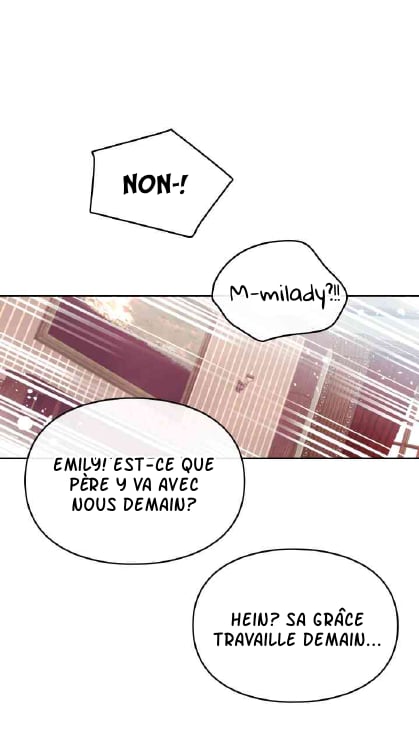 NON-!
M-milady?!!
EMILY! EST-CE QUE
PÈRE Y VA AVEC
NOUS DEMAIN?
HEIN? SA GRÂCE
TRAVAILLE DEMAIN...